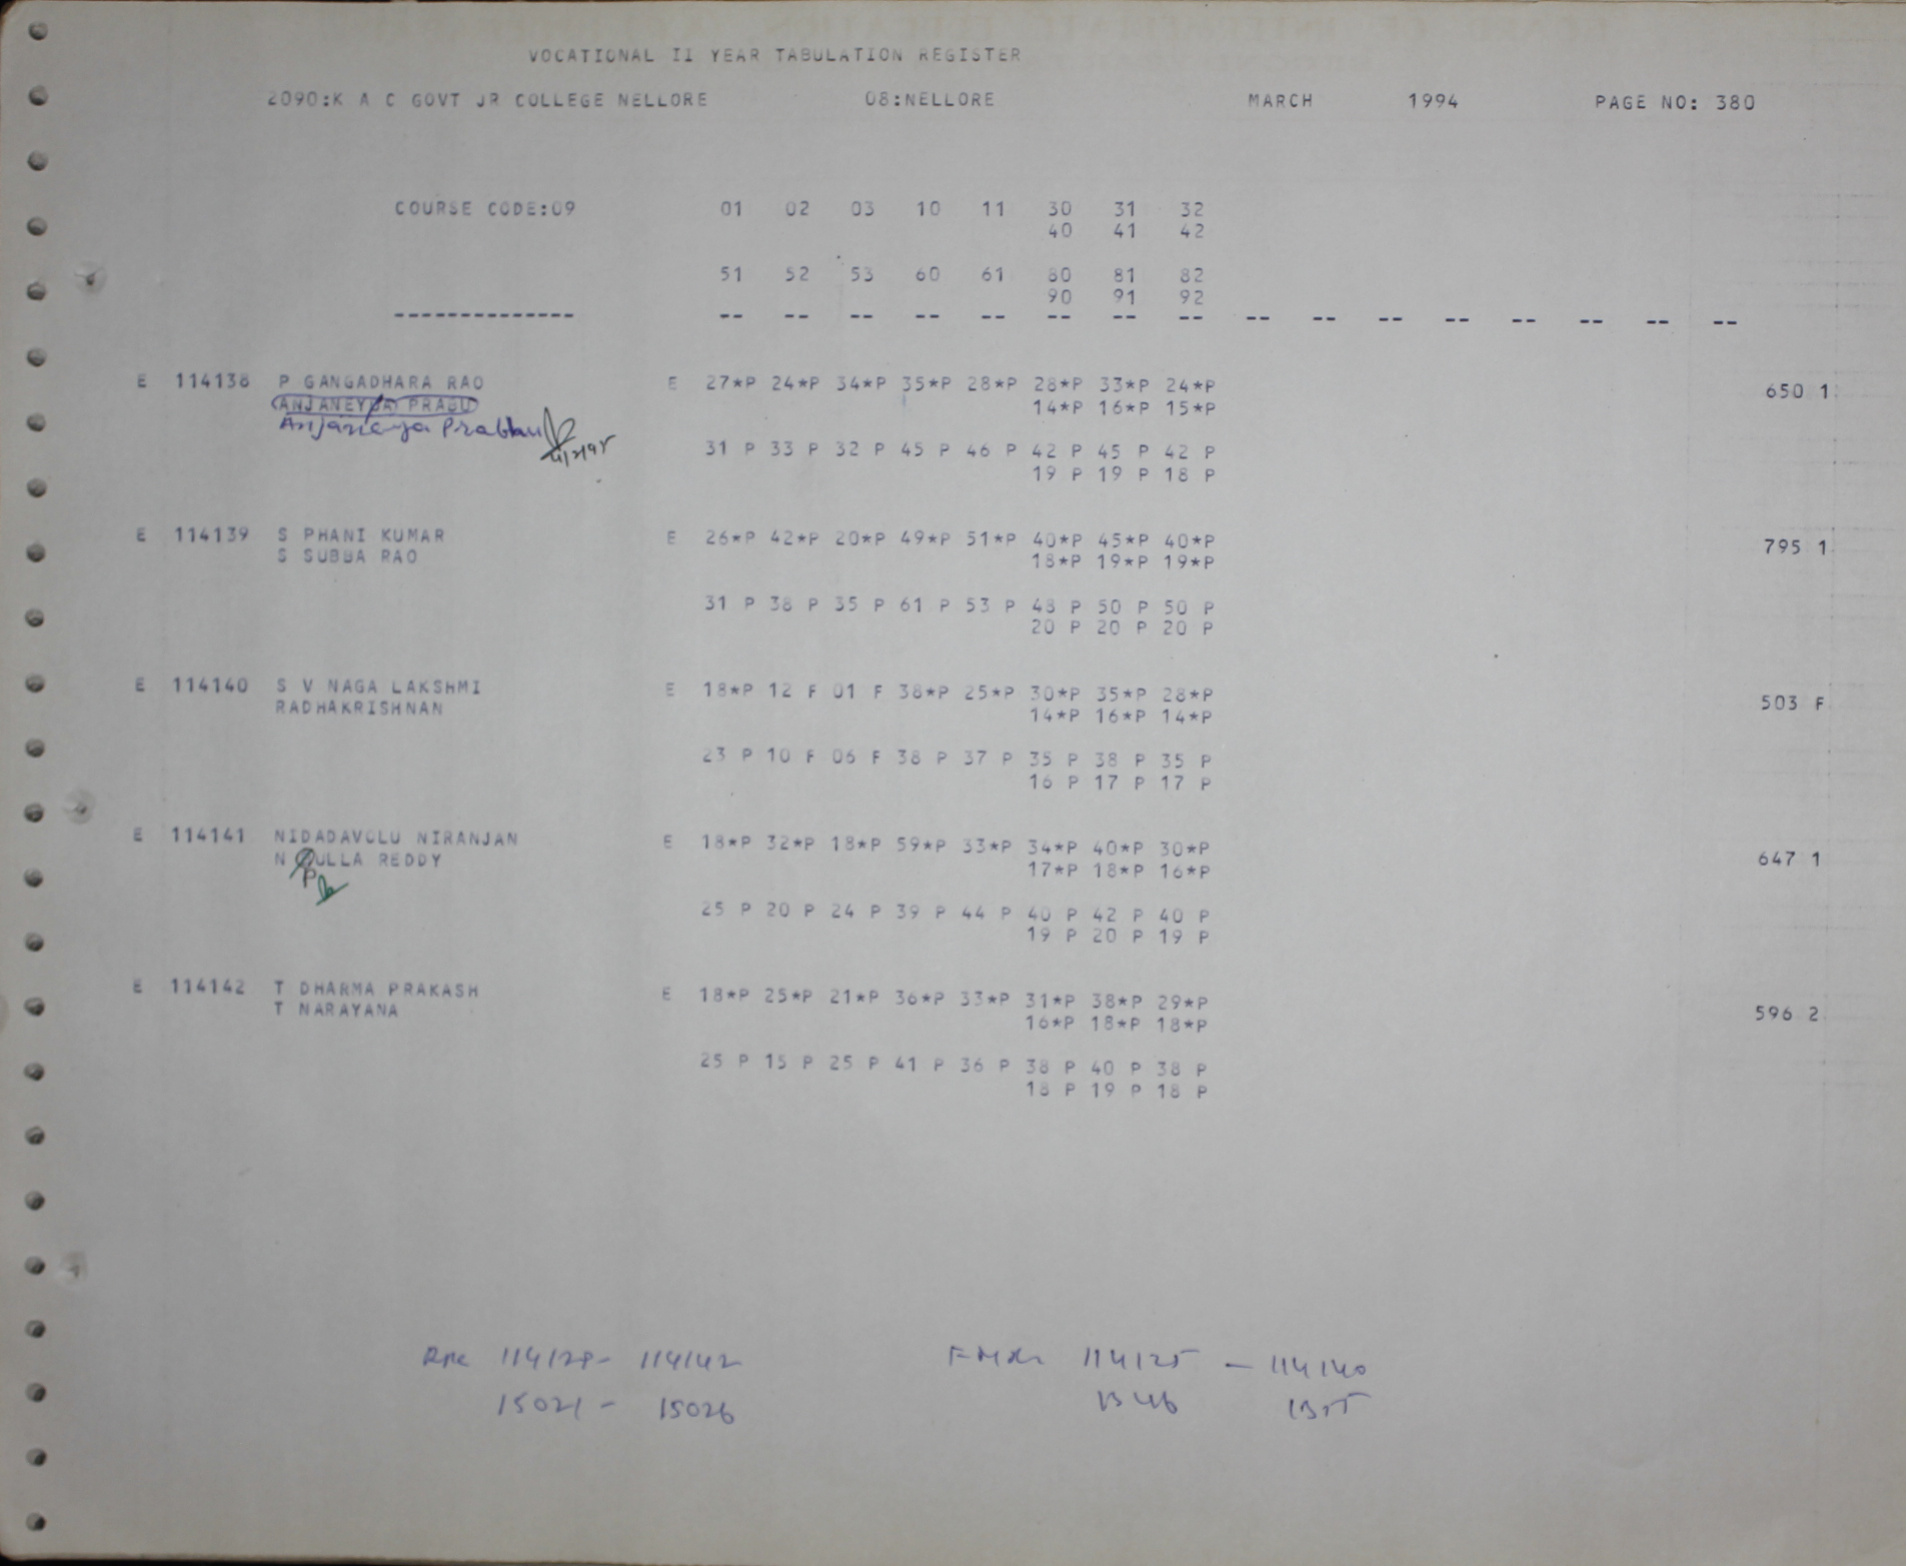 VOCATIONAL II YEAR TABULATION REGISTER
2090:K A C GOVT JR COLLEGE NELLORE 08:NELLORE MARCH 1994 PAGE NO: 380
COURSE CODE:09 01 02 03 10 11 30 31 32
40 41 42
51 52 53 60 61 80 81 82
90 91 92
-------------- -- -- -- -- -- -- -- -- -- -- -- -- -- -- -- --
E 114138 P GANGADHARA RAO E 27*P 24*P 34*P 35*P 28*P 28*P 33*P 24*P 650 1
ANJANEYUA PRABU 14*P 16*P 15*P
Anjaneya Prabhu
31 P 33 P 32 P 45 P 46 P 42 P 45 P 42 P
19 P 19 P 18 P
E 114139 S PHANI KUMAR E 26*P 42*P 20*P 49*P 51*P 40*P 45*P 40*P 795 1
S SUBBA RAO 18*P 19*P 19*P
31 P 38 P 35 P 61 P 53 P 48 P 50 P 50 P
20 P 20 P 20 P
E 114140 S V NAGA LAKSHMI E 18*P 12 F 01 F 38*P 25*P 30*P 35*P 28*P 503 F
RADHAKRISHNAN 14*P 16*P 14*P
23 P 10 F 06 F 38 P 37 P 35 P 38 P 35 P
16 P 17 P 17 P
E 114141 NIDADAVOLU NIRANJAN E 18*P 32*P 18*P 59*P 33*P 34*P 40*P 30*P 647 1
N ULLA REDDY 17*P 18*P 16*P
P
25 P 20 P 24 P 39 P 44 P 40 P 42 P 40 P
19 P 20 P 19 P
E 114142 T DHARMA PRAKASH E 18*P 25*P 21*P 36*P 33*P 31*P 38*P 29*P 596 2
T NARAYANA 16*P 18*P 18*P
25 P 15 P 25 P 41 P 36 P 38 P 40 P 38 P
18 P 19 P 18 P
114142 114125 - 114140
15021 - 15026